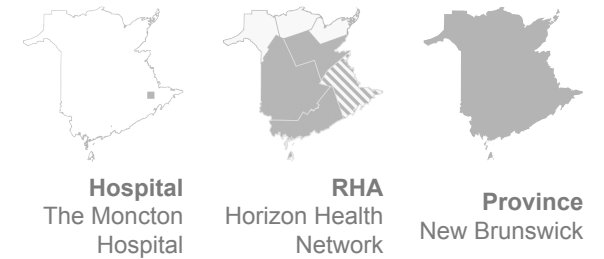 Hospital
The Moncton
Hospital
RHA
Horizon Health
Network
Province
New Brunswick